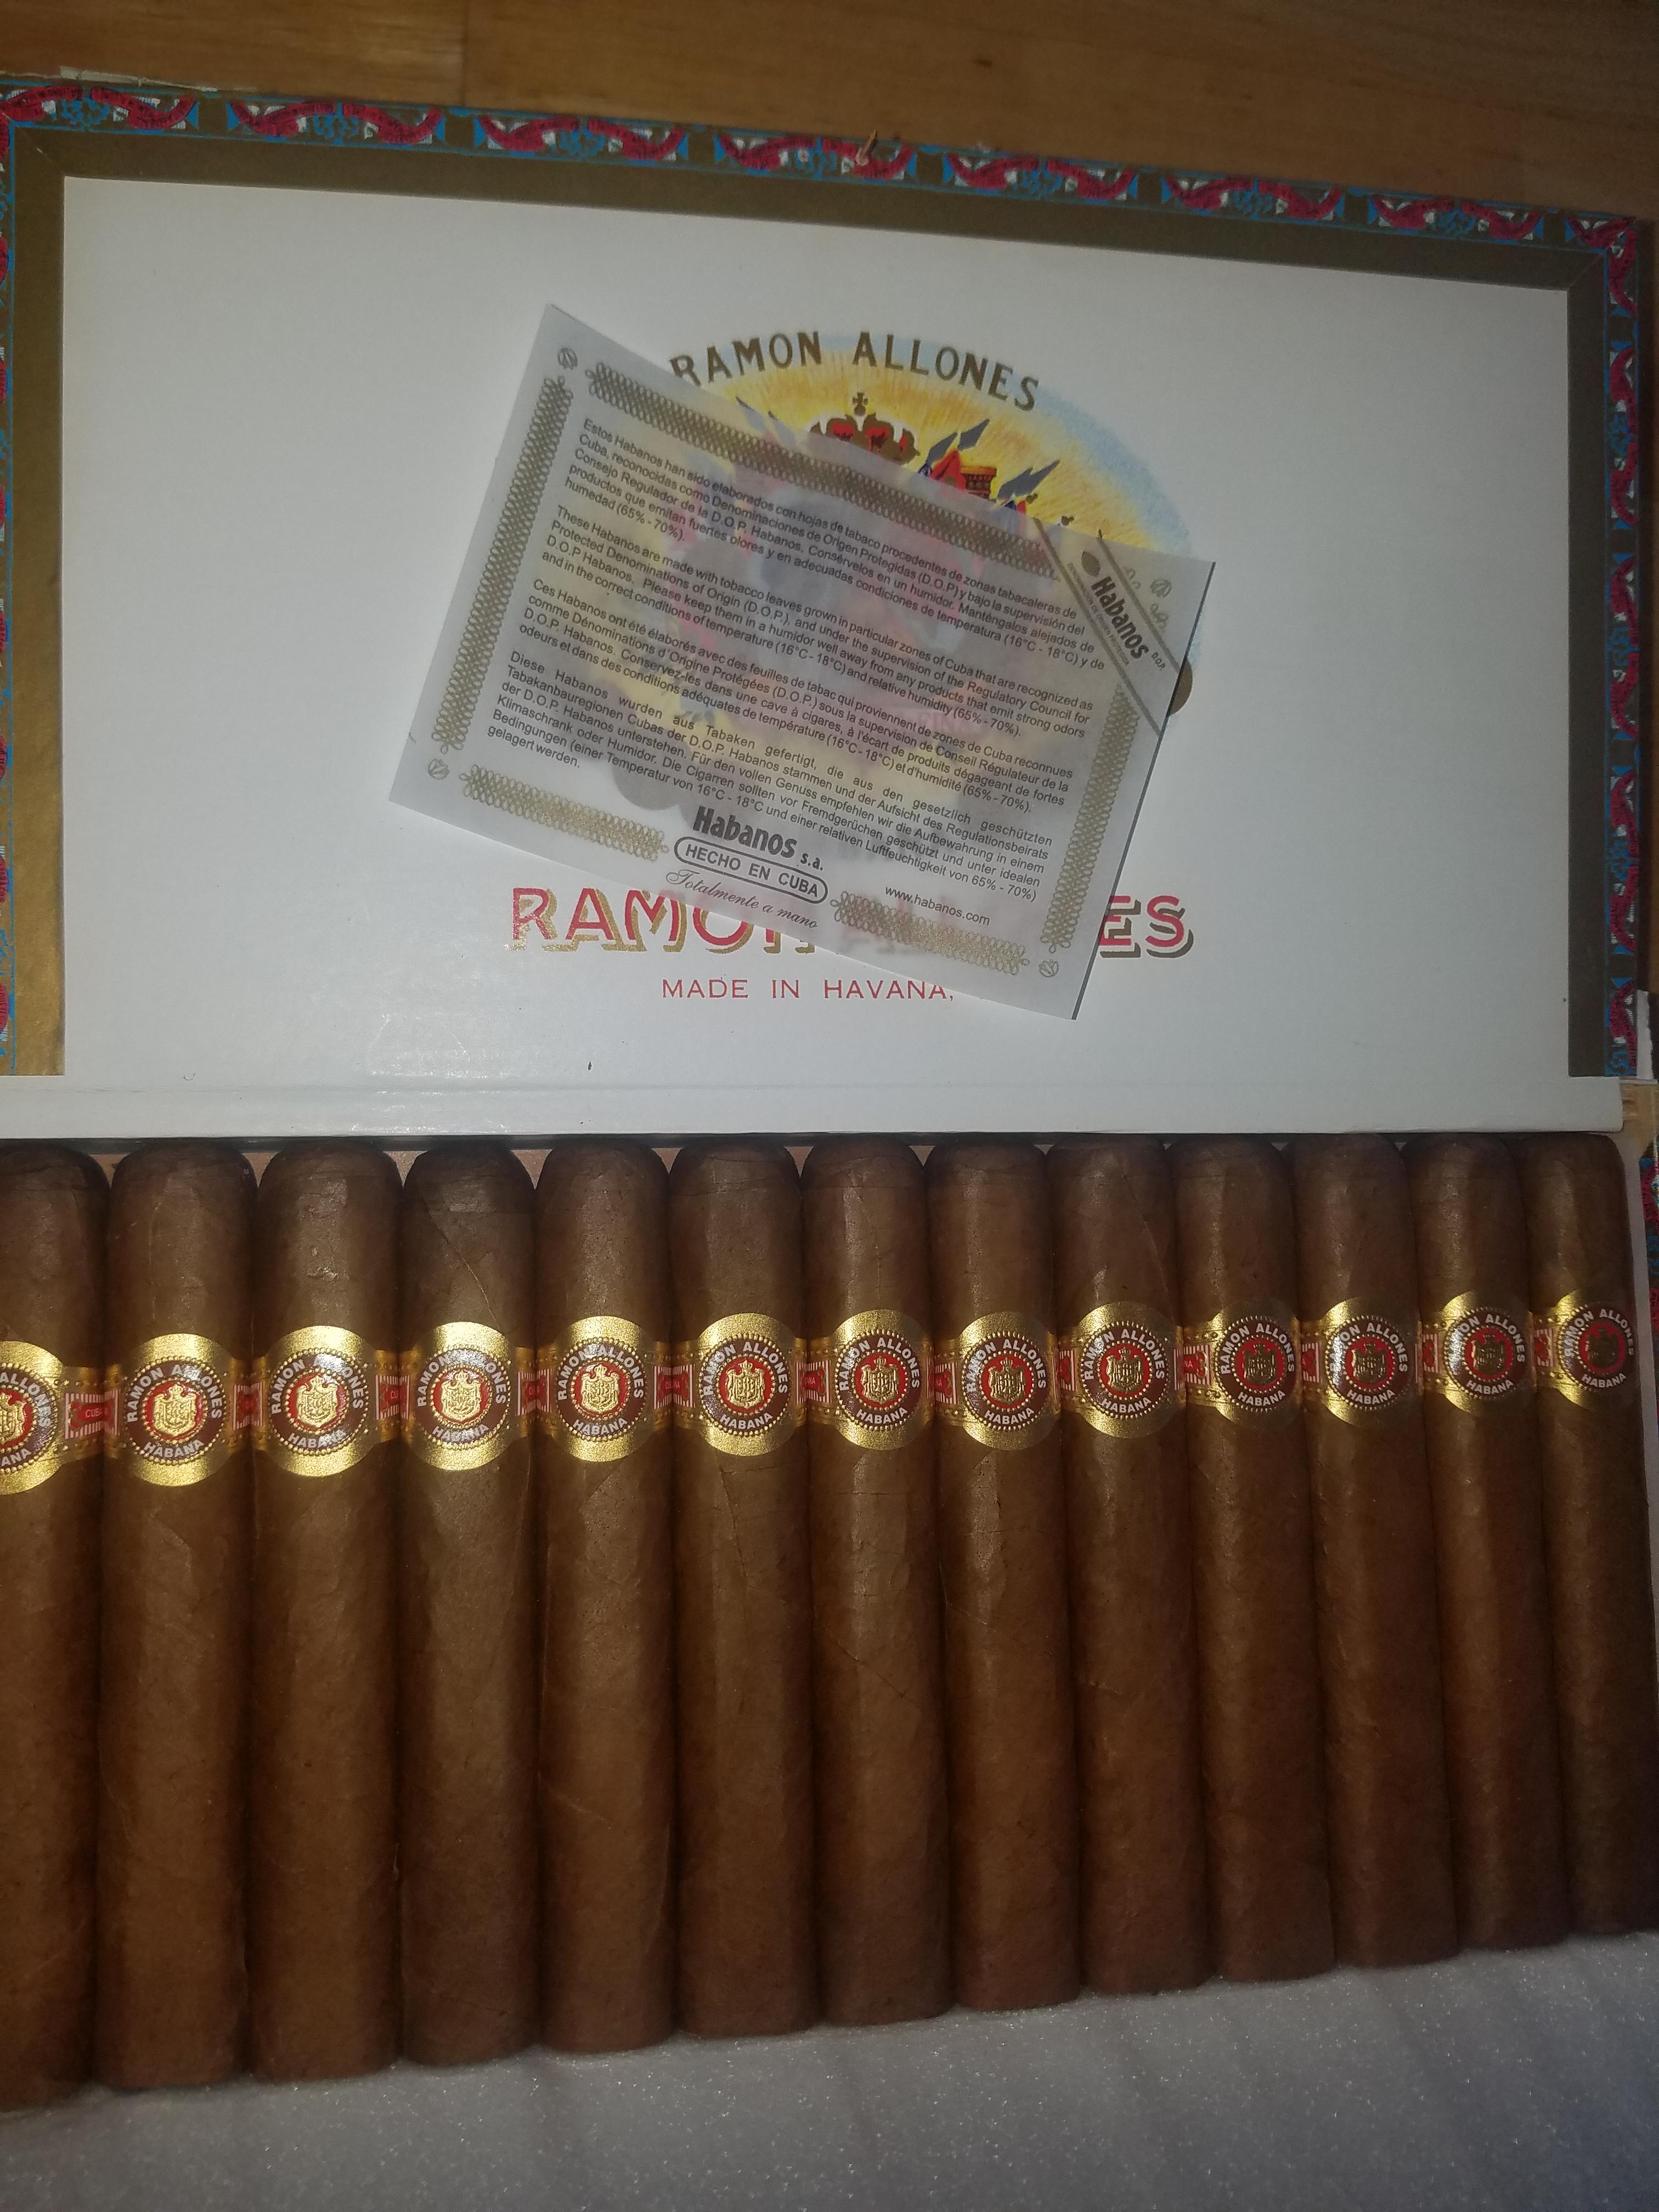 RAMON ALLONES
Estos Habanos han sido elaborados con hojas de tabaco procedentes de zonas tabacaleras de
Cuba, reconocidas como Denominaciones de Origen Protegidas (D.O.P) y bajo la supervisión del
Consejo Regulador de la D.O.P. Habanos. Consérvelos en un humidor. Manténgalos alejados de
productos que emitan fuertes olores y en adecuadas condiciones de temperatura (16°C - 18°C) y de
humedad (65% - 70%).
These Habanos are made with tobacco leaves grown in particular zones of Cuba that are recognized as
Protected Denominations of Origin (D.O.P.), and under the supervision of the Regulatory Council for
D.O.P Habanos. Please keep them in a humidor well away from any products that emit strong odors
and in the correct conditions of temperature (16°C - 18°C) and relative humidity (65% - 70%).
Ces Habanos ont été élaborés avec des feuilles de tabac qui proviennent de zones de Cuba reconnues
comme Dénominations d'Origine Protégées (D.O.P.) sous la supervision de Conseil Régulateur de la
D.O.P. Habanos. Conservez-les dans une cave à cigares, à l'écart de produits dégageant de fortes
odeurs et dans des conditions adéquates de température (16°C - 18°C) et d'humidité (65% - 70%).
Diese Habanos wurden aus Tabaken gefertigt, die aus den gesetzlich geschützten
Tabakanbauregionen Cubas der D.O.P. Habanos stammen und der Aufsicht des Regulationsbeirats
der D.O.P. Habanos unterstehen. Für den vollen Genuss empfehlen wir die Aufbewahrung in einem
Klimaschrank oder Humidor. Die Cigarren sollten vor Fremdgerüchen geschützt und unter idealen
Bedingungen (einer Temperatur von 16°C - 18°C und einer relativen Luftfeuchtigkeit von 65% - 70%)
gelagert werden.
Habanos D.O.P.
Habanos s.a.
HECHO EN CUBA
Totalmente a mano
www.habanos.com
MADE IN HAVANA,
ALLONES CUBA RAMON ALLONES RAMON ALLONES CUBA RAMON ALLONES RAMON ALLONES CUBA RAMON ALLONES RAMON ALLONES RAMON ALLONES RAMON ALLONES RAMON ALLONES RAMON ALLONES RAMON ALLONES RAMON ALLONES
HABANA HABANA HABANA HABANA HABANA HABANA HABANA HABANA HABANA HABANA HABANA HABANA